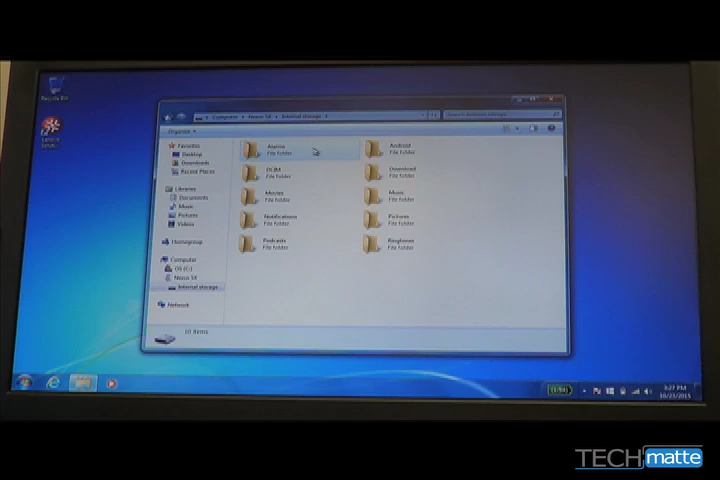 Recycle Bin
Computer ▸ Nexus 5X ▸ Internal storage ▸
Search Internal storage
Organize
Favorites
Desktop
Downloads
Recent Places
Libraries
Documents
Music
Pictures
Videos
Homegroup
Computer
OS (C:)
Nexus 5X
Internal storage
Network
Alarms
File folder
Android
File folder
DCIM
File folder
Download
File folder
Movies
File folder
Music
File folder
Notifications
File folder
Pictures
File folder
Podcasts
File folder
Ringtones
File folder
10 items
3:27 PM
10/23/2015
TECHmatte